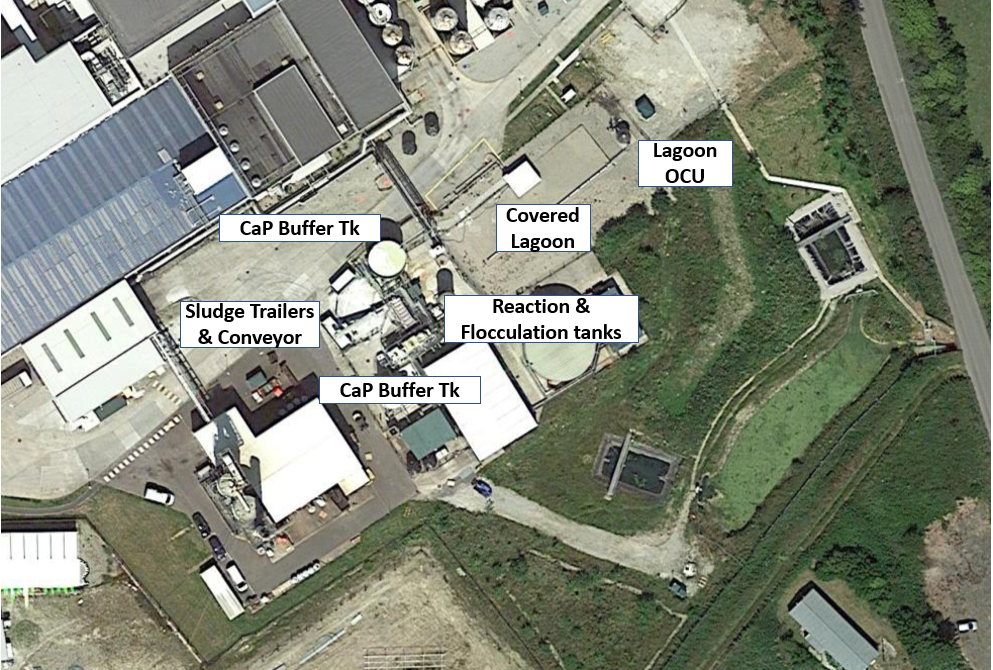 Lagoon
OCU
Covered
Lagoon
CaP Buffer Tk
Reaction &
Flocculation tanks
Sludge Trailers
& Conveyor
CaP Buffer Tk